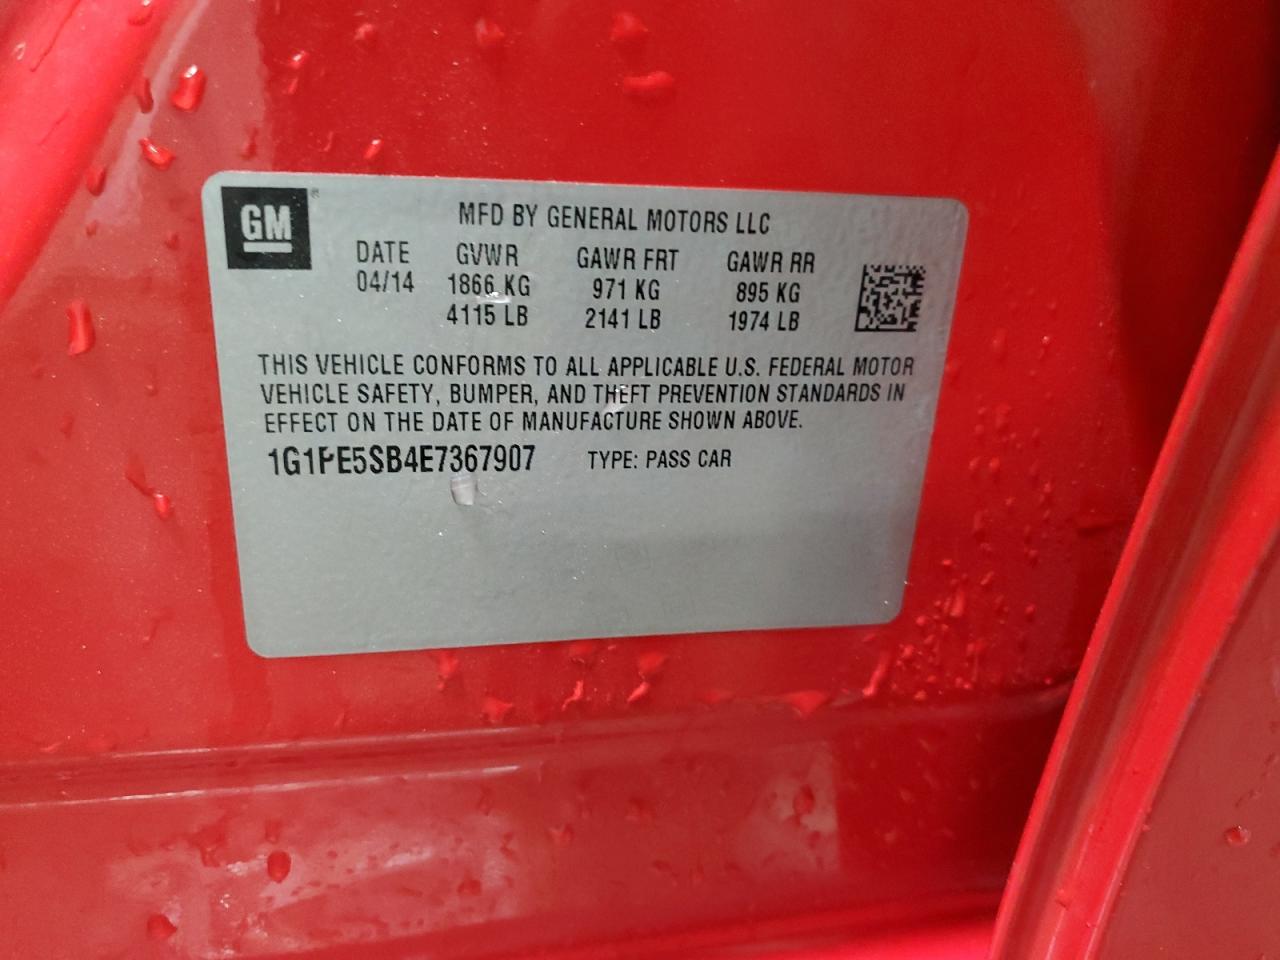 GM®
MFD BY GENERAL MOTORS LLC
DATE GVWR GAWR FRT GAWR RR
04/14 1866 KG 971 KG 895 KG
4115 LB 2141 LB 1974 LB
THIS VEHICLE CONFORMS TO ALL APPLICABLE U.S. FEDERAL MOTOR
VEHICLE SAFETY, BUMPER, AND THEFT PREVENTION STANDARDS IN
EFFECT ON THE DATE OF MANUFACTURE SHOWN ABOVE.
1G1PE5SB4E7367907 TYPE: PASS CAR